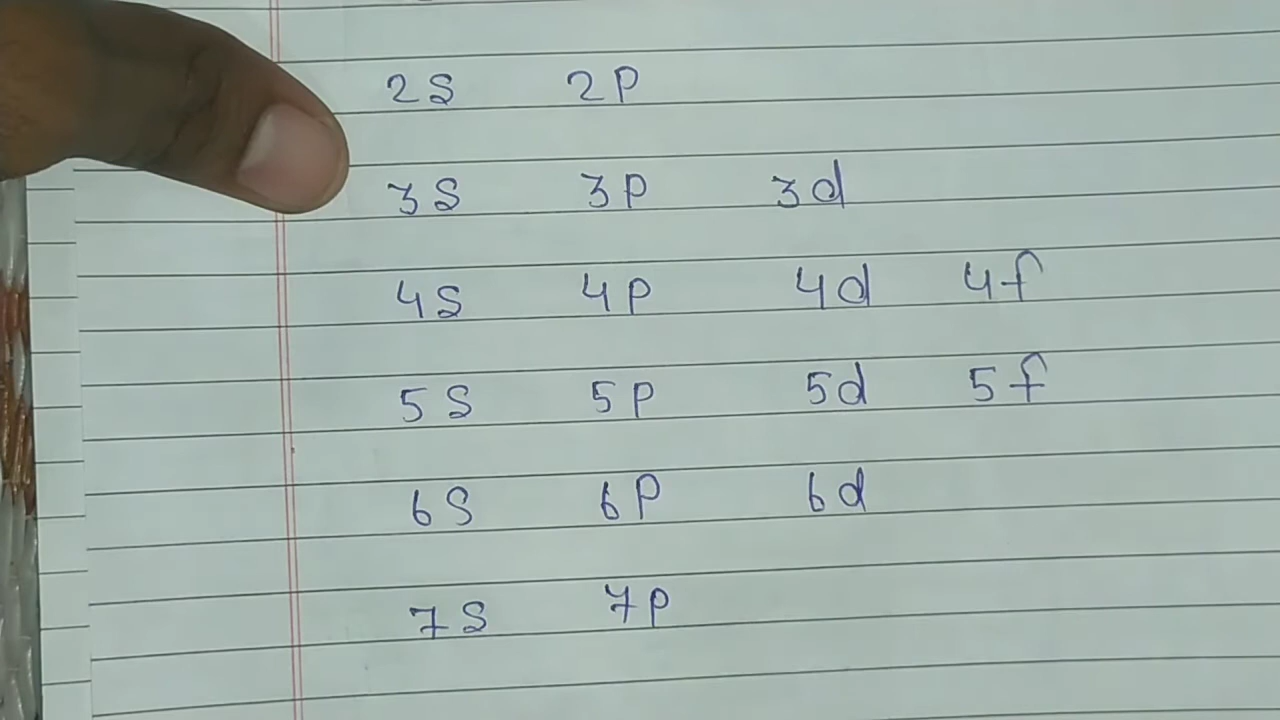 2s 2p
3s 3p 3d
4s 4p 4d 4f
5s 5p 5d 5f
6s 6p 6d
7s 7p